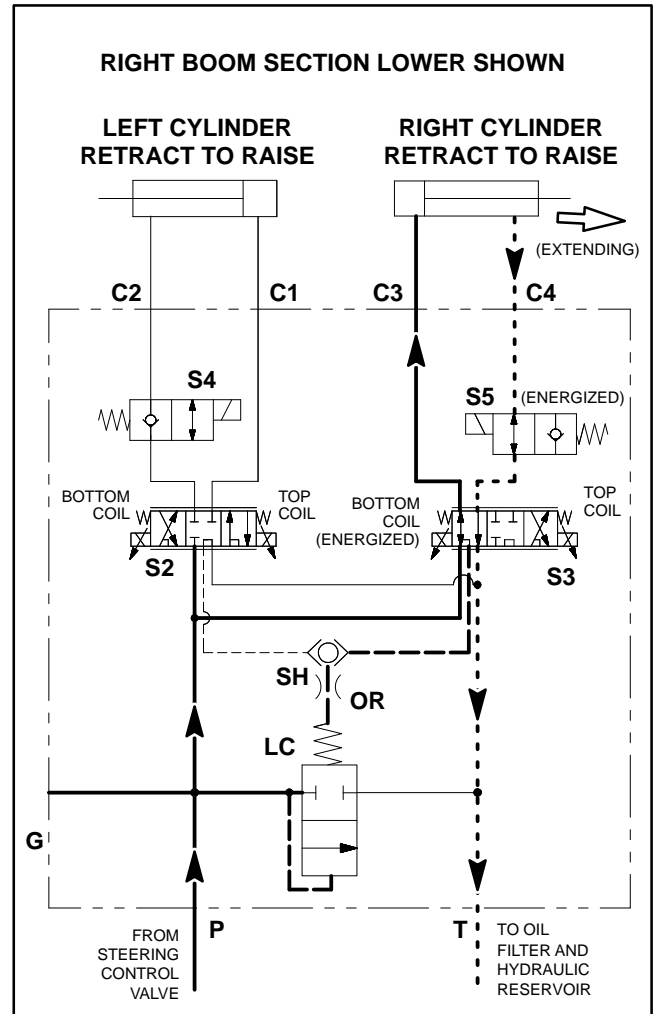 RIGHT BOOM SECTION LOWER SHOWN
LEFT CYLINDER
RETRACT TO RAISE
RIGHT CYLINDER
RETRACT TO RAISE
(EXTENDING)
C2
C1
C3
C4
S4
S5
(ENERGIZED)
BOTTOM
COIL
TOP
COIL
BOTTOM
COIL
(ENERGIZED)
TOP
COIL
S2
S3
SH
OR
LC
G
P
T
FROM
STEERING
CONTROL
VALVE
TO OIL
FILTER AND
HYDRAULIC
RESERVOIR